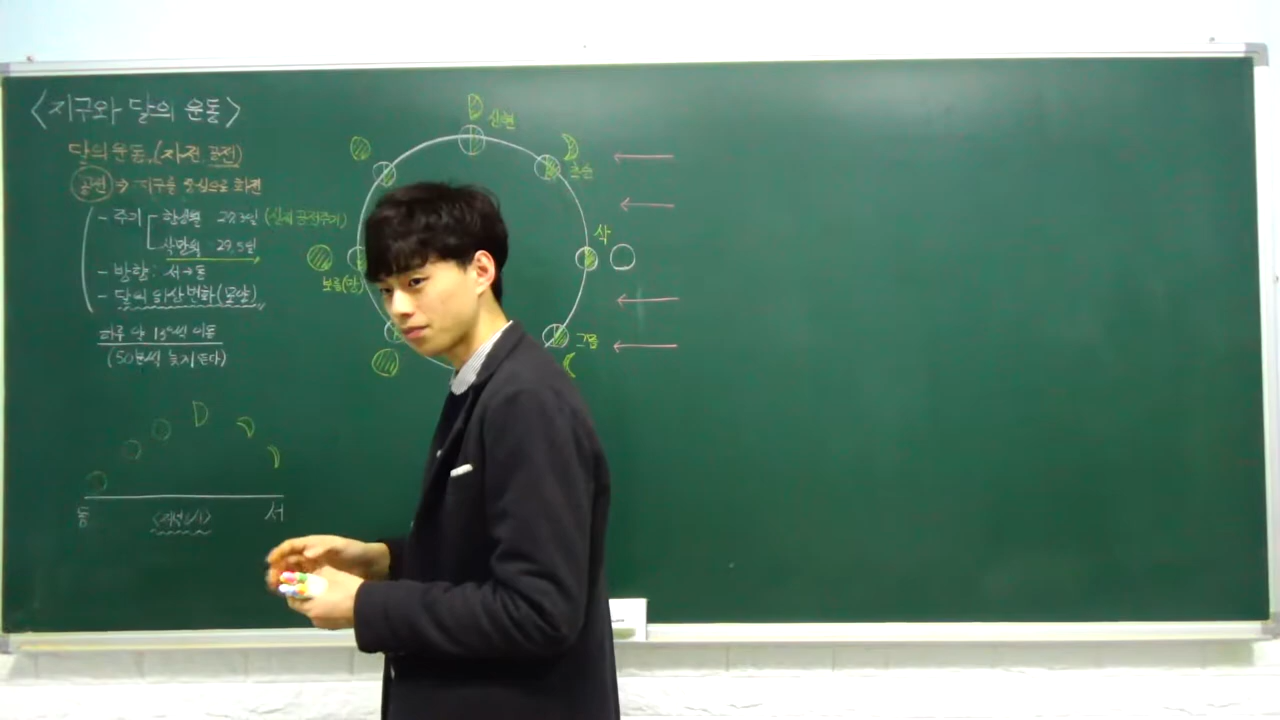 <지구와 달의 운동>
달의 운동 (자전 공전)
공전 → 지구를 중심으로 회전
- 주기 항성월 27.3일 (실제 공전주기)
삭망월 29.5일
- 방향 : 서→동
- 달의 위상변화(모양)
하루 약 13°씩 이동
(50분씩 늦게 뜬다)
동 서
<저녁 6시>
상현
초승
삭
보름(망)
그믐